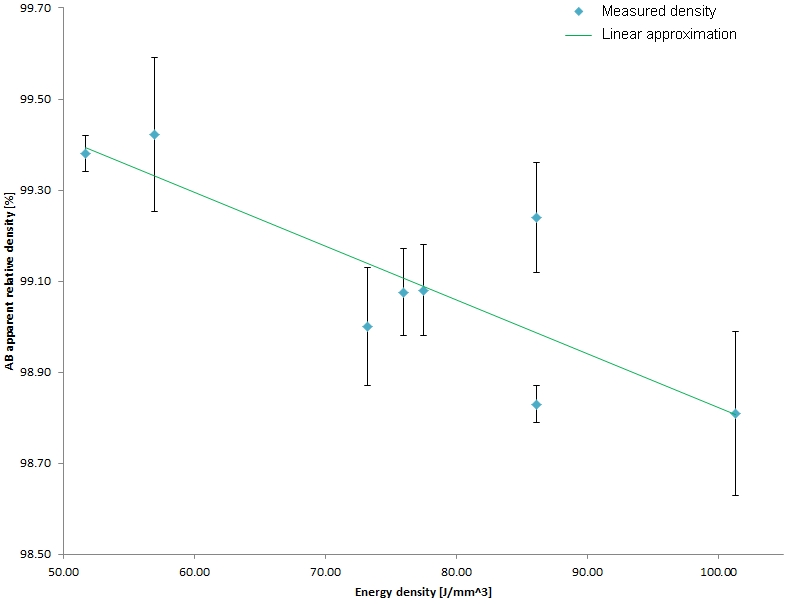 99.70
99.50
99.30
99.10
98.90
98.70
98.50
50.00 60.00 70.00 80.00 90.00 100.00
AB apparent relative density [%]
Energy density [J/mm^3]
Measured density
Linear approximation